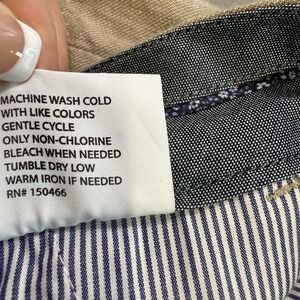 MACHINE WASH COLD
WITH LIKE COLORS
GENTLE CYCLE
ONLY NON-CHLORINE
BLEACH WHEN NEEDED
TUMBLE DRY LOW
WARM IRON IF NEEDED
RN# 150466